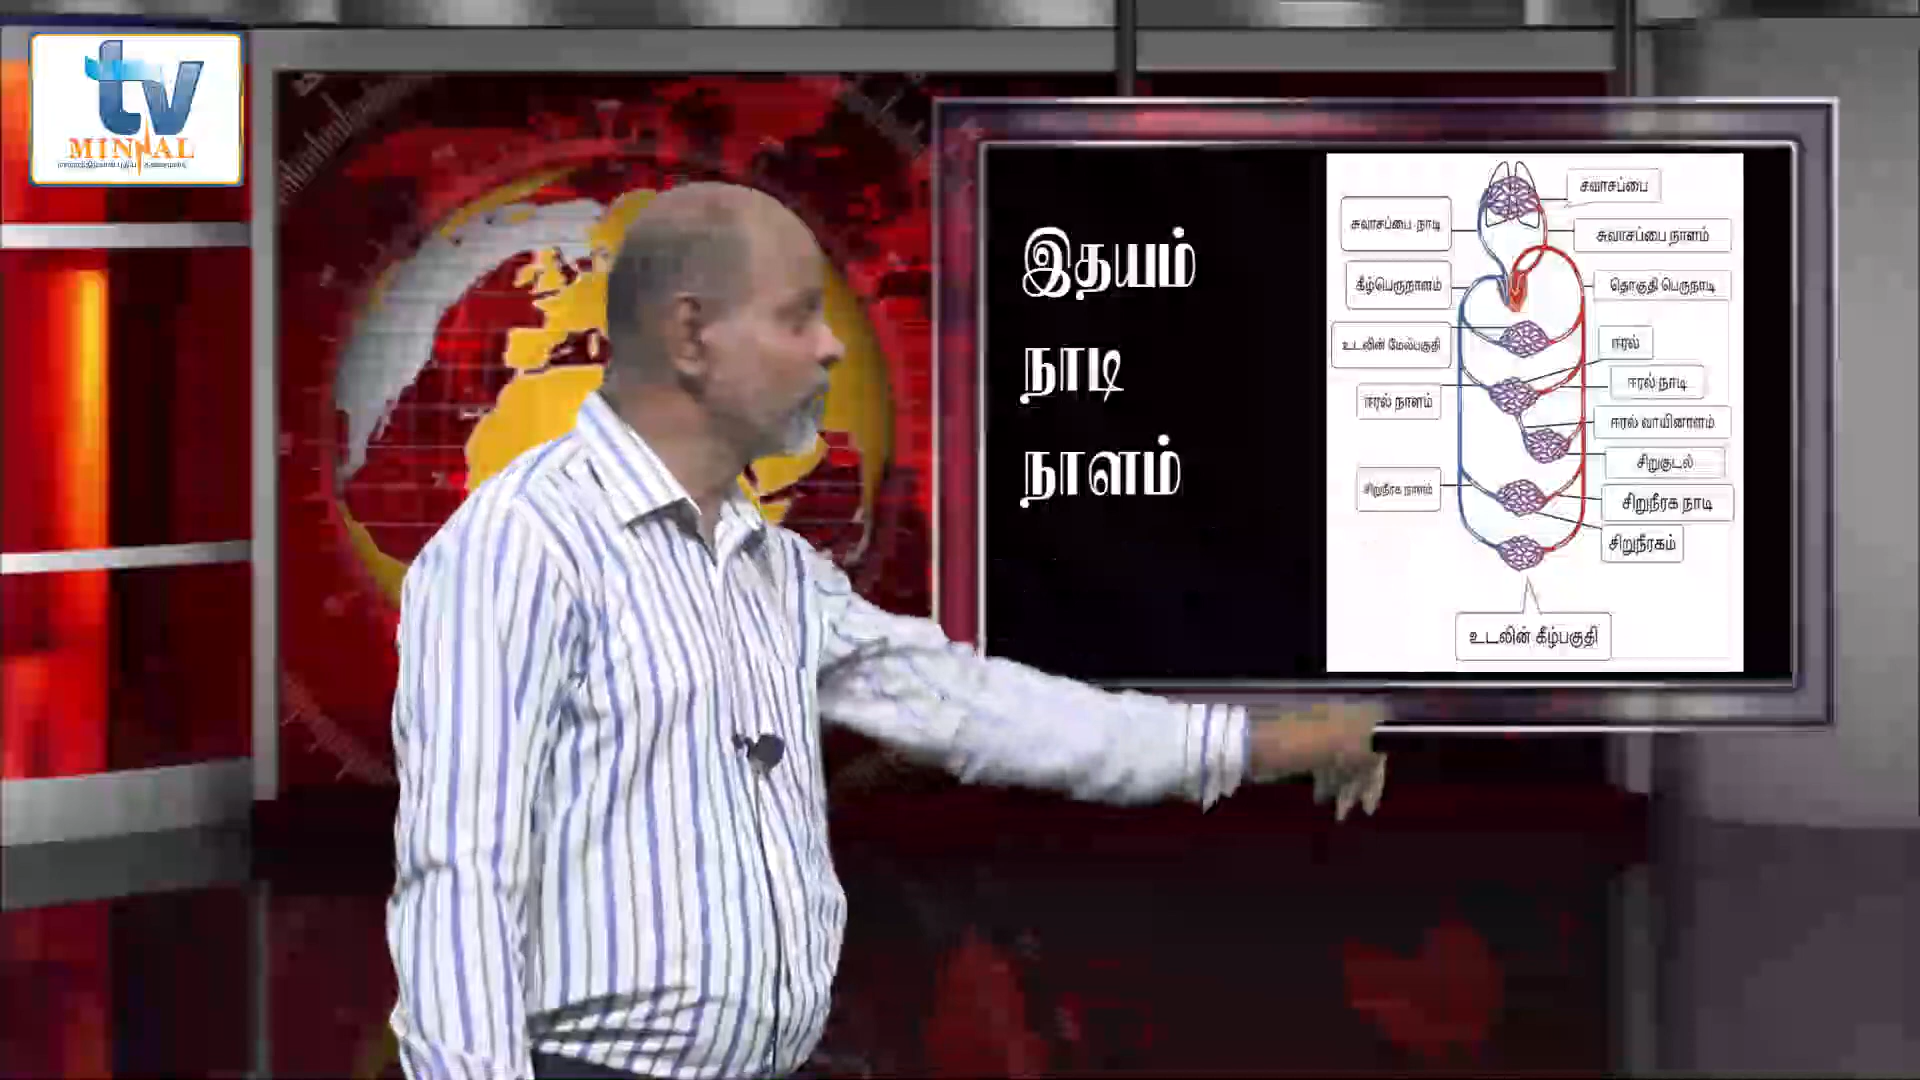 tv
MINNAL
இதயம்
நாடி
நாளம்
சுவாசப்பை
சுவாசப்பை நாடி
சுவாசப்பை நாளம்
கீழ்பெருநாளம்
தொகுதி பெருநாடி
உடலின் மேல்பகுதி
ஈரல்
ஈரல் நாடி
ஈரல் நாளம்
ஈரல் வாயினாளம்
சிறுகுடல்
சிறுநீரக நாளம்
சிறுநீரக நாடி
சிறுநீரகம்
உடலின் கீழ்பகுதி